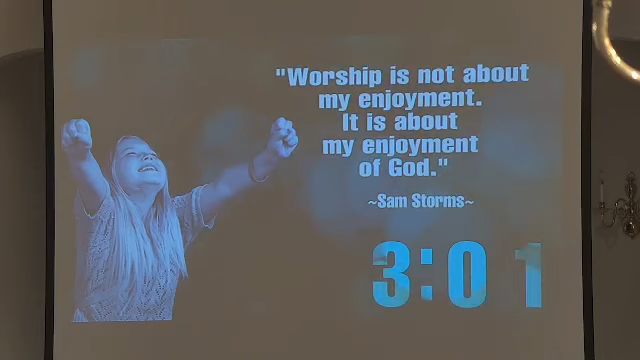 "Worship is not about
my enjoyment.
It is about
my enjoyment
of God."
~Sam Storms~
3:01